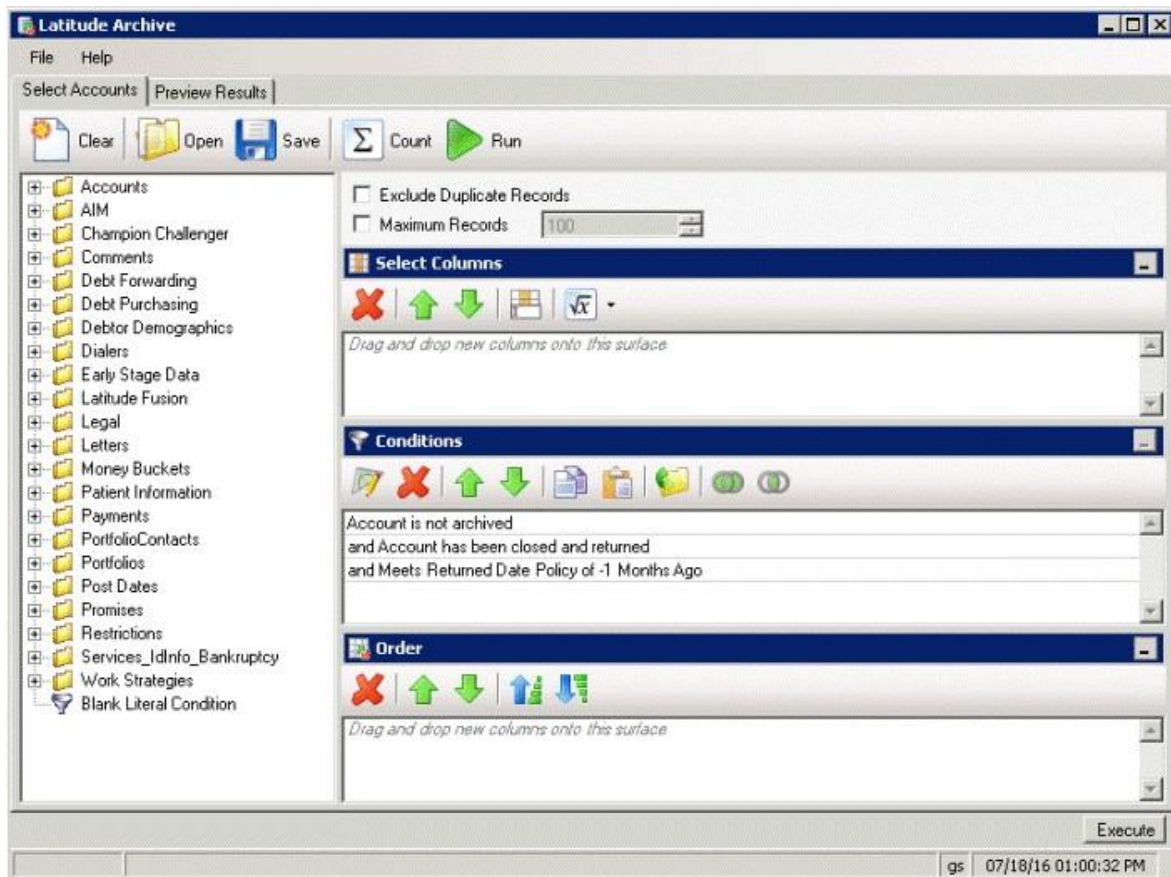 Latitude Archive
File Help
Select Accounts Preview Results
Clear Open Save Σ Count Run
Accounts
AIM
Champion Challenger
Comments
Debt Forwarding
Debt Purchasing
Debtor Demographics
Dialers
Early Stage Data
Latitude Fusion
Legal
Letters
Money Buckets
Patient Information
Payments
PortfolioContacts
Portfolios
Post Dates
Promises
Restrictions
Services_IdInfo_Bankruptcy
Work Strategies
Blank Literal Condition
Exclude Duplicate Records
Maximum Records 100
Select Columns
√x
Drag and drop new columns onto this surface
Conditions
Account is not archived
and Account has been closed and returned
and Meets Returned Date Policy of -1 Months Ago
Order
Drag and drop new columns onto this surface
Execute
gs 07/18/16 01:00:32 PM